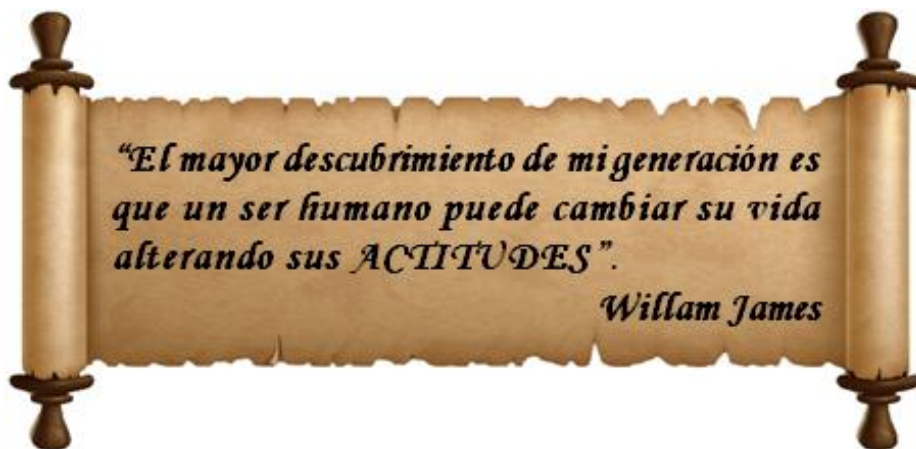 “El mayor descubrimiento de mi generación es
que un ser humano puede cambiar su vida
alterando sus ACTITUDES”.
Willam James